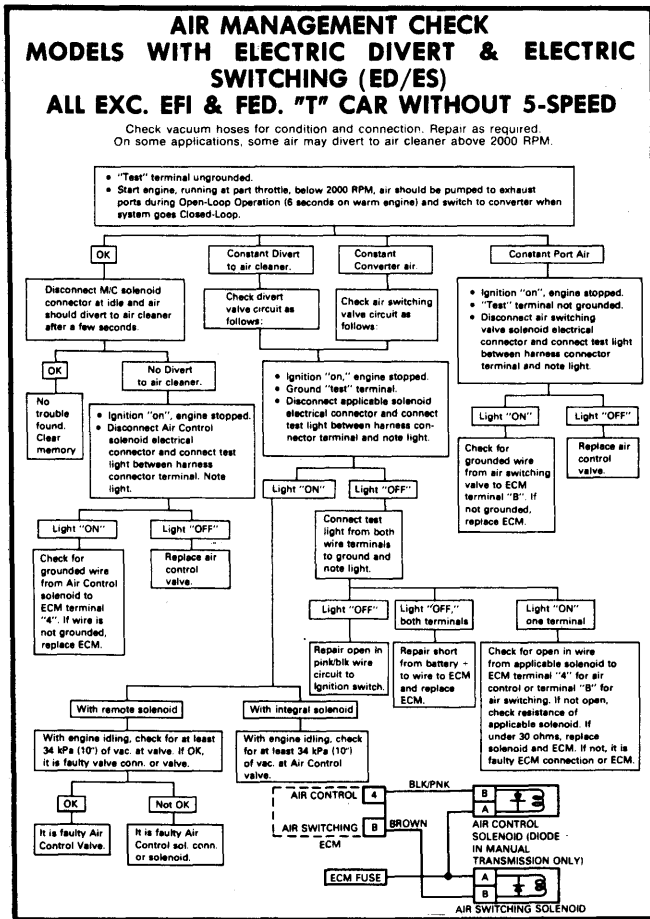 AIR MANAGEMENT CHECK
MODELS WITH ELECTRIC DIVERT & ELECTRIC
SWITCHING (ED/ES)
ALL EXC. EFI & FED. "T" CAR WITHOUT 5-SPEED
Check vacuum hoses for condition and connection. Repair as required.
On some applications, some air may divert to air cleaner above 2000 RPM.
• "Test" terminal ungrounded.
• Start engine, running at part throttle, below 2000 RPM, air should be pumped to exhaust
ports during Open-Loop Operation (6 seconds on warm engine) and switch to converter when
system goes Closed-Loop.
OK
Constant Divert
to air cleaner.
Constant
Converter air.
Constant Port Air
Disconnect M/C solenoid
connector at idle and air
should divert to air cleaner
after a few seconds.
Check divert
valve circuit as
follows:
Check air switching
valve circuit as
follows:
• Ignition "on", engine stopped.
• "Test" terminal not grounded.
• Disconnect air switching
valve solenoid electrical
connector and connect test light
between harness connector
terminal and note light.
OK
No Divert
to air cleaner.
• Ignition "on," engine stopped.
• Ground "test" terminal.
• Disconnect applicable solenoid
electrical connector and connect
test light between harness con-
nector terminal and note light.
No
trouble
found.
Clear
memory
• Ignition "on", engine stopped.
• Disconnect Air Control
solenoid electrical
connector and connect test
light between harness
connector terminal. Note
light.
Light "ON"
Light "OFF"
Check for
grounded wire
from air switching
valve to ECM
terminal "B". If
not grounded,
replace ECM.
Replace air
control
valve.
Light "ON"
Light "OFF"
Connect test
light from both
wire terminals
to ground and
note light.
Light "ON"
Light "OFF"
Check for
grounded wire
from Air Control
solenoid to
ECM terminal
"4". If wire is
not grounded,
replace ECM.
Replace air
control
valve.
Light "OFF"
Light "OFF,"
both terminals
Light "ON"
one terminal
Repair open in
pink/blk wire
circuit to
Ignition switch.
Repair short
from battery +
to wire to ECM
and replace
ECM.
Check for open in wire
from applicable solenoid to
ECM terminal "4" for air
control or terminal "B" for
air switching. If not open,
check resistance of
applicable solenoid. If
under 30 ohms, replace
solenoid and ECM. If not, it is
faulty ECM connection or ECM.
With remote solenoid
With integral solenoid
With engine idling, check for at least
34 kPa (10") of vac. at valve. If OK,
it is faulty valve conn. or valve.
With engine idling, check
for at least 34 kPa (10")
of vac. at Air Control
valve.
OK
Not OK
It is faulty Air
Control Valve.
It is faulty Air
Control sol. conn.
or solenoid.
AIR CONTROL 4
BLK/PNK
B
A
AIR SWITCHING B
BROWN
ECM
AIR CONTROL
SOLENOID (DIODE
IN MANUAL
TRANSMISSION ONLY)
ECM FUSE
A
B
AIR SWITCHING SOLENOID